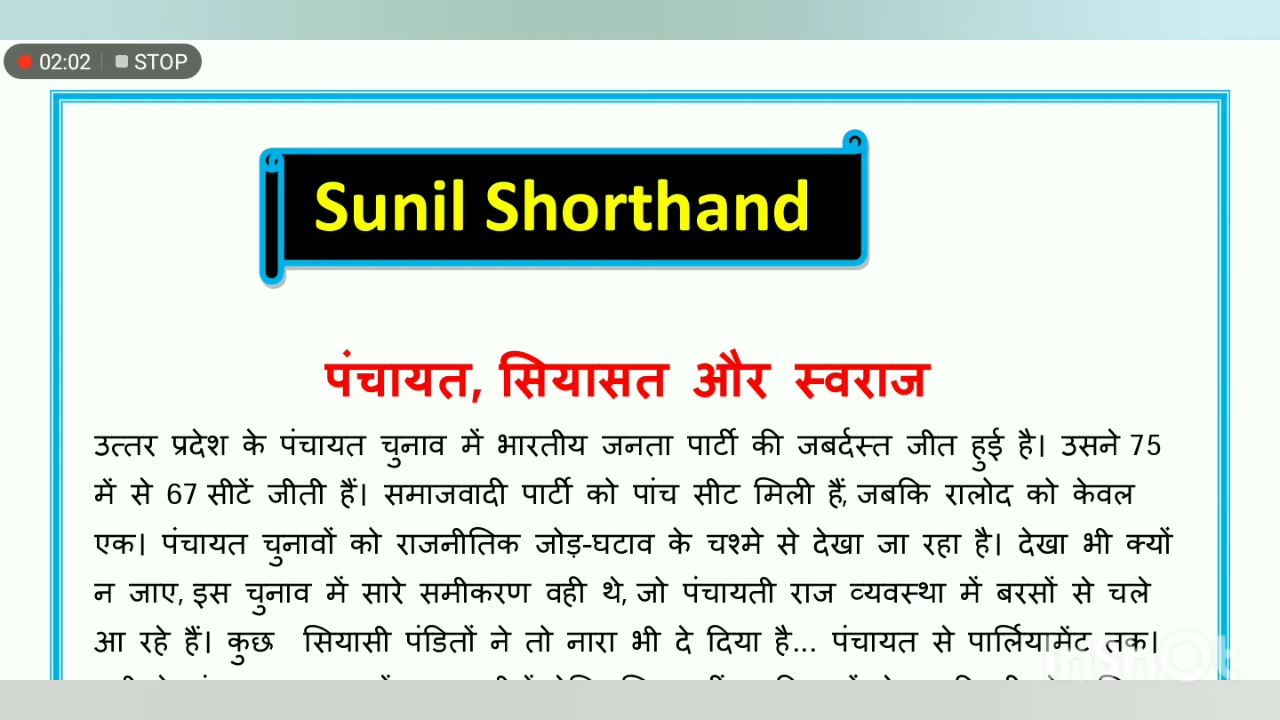 02:02 STOP
Sunil Shorthand
पंचायत, सियासत और स्वराज
उत्तर प्रदेश के पंचायत चुनाव में भारतीय जनता पार्टी की जबर्दस्त जीत हुई है। उसने 75
में से 67 सीटें जीती हैं। समाजवादी पार्टी को पांच सीट मिली हैं, जबकि रालोद को केवल
एक। पंचायत चुनावों को राजनीतिक जोड़-घटाव के चश्मे से देखा जा रहा है। देखा भी क्यों
न जाए, इस चुनाव में सारे समीकरण वही थे, जो पंचायती राज व्यवस्था में बरसों से चले
आ रहे हैं। कुछ सियासी पंडितों ने तो नारा भी दे दिया है... पंचायत से पार्लियामेंट तक।
InShOt